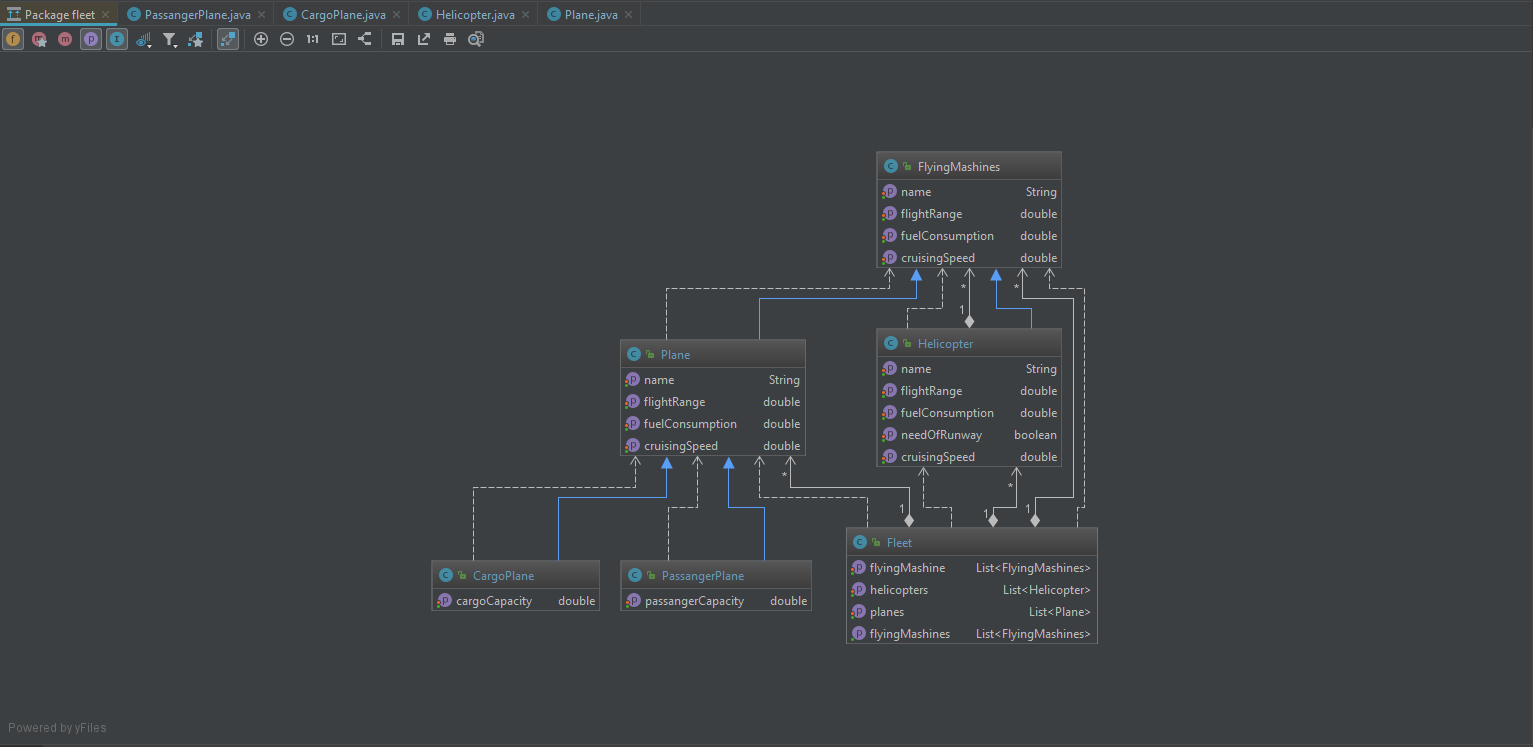 Package fleet PassangerPlane.java CargoPlane.java Helicopter.java Plane.java
f m m p I 1:1
C FlyingMashines
p name String
p flightRange double
p fuelConsumption double
p cruisingSpeed double
* *
1
C Plane
p name String
p flightRange double
p fuelConsumption double
p cruisingSpeed double
C Helicopter
p name String
p flightRange double
p fuelConsumption double
p needOfRunway boolean
p cruisingSpeed double
* *
1 1 1
C CargoPlane
p cargoCapacity double
C PassangerPlane
p passangerCapacity double
C Fleet
p flyingMashine List<FlyingMashines>
p helicopters List<Helicopter>
p planes List<Plane>
p flyingMashines List<FlyingMashines>
Powered by yFiles